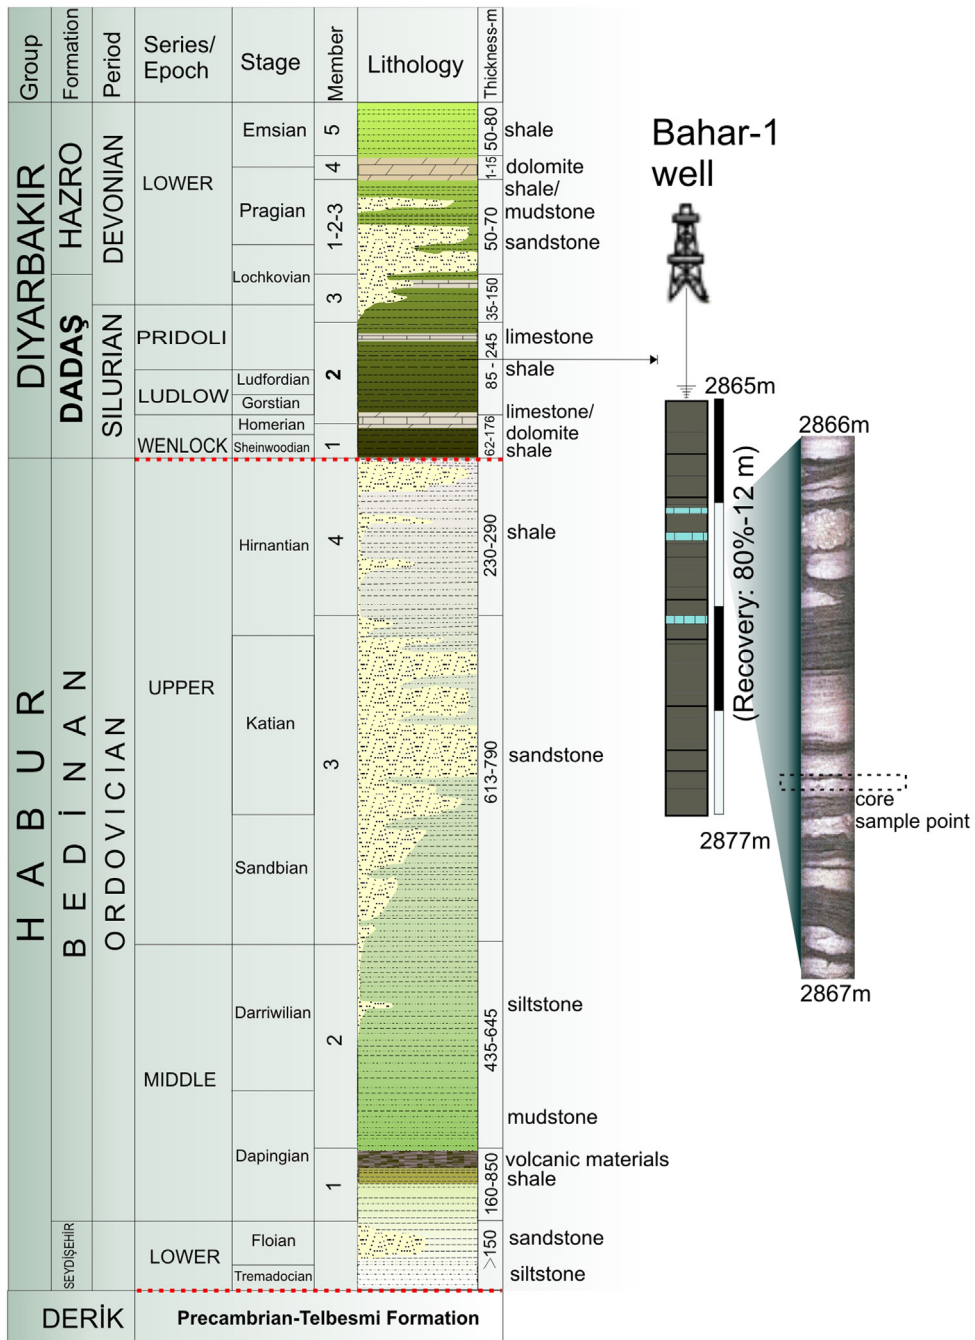 Group
Formation
Period
Series/
Epoch
Stage
Member
Lithology
Thickness-m
DIYARBAKIR
HAZRO
DEVONIAN
LOWER
Emsian
5
50-80
shale
4
1-15
dolomite
shale/
Pragian
1-2-3
50-70
mudstone
sandstone
Lochkovian
DADAŞ
3
35-150
SILURIAN
PRIDOLI
2
85 - 245
limestone
shale
LUDLOW
Ludfordian
Gorstian
WENLOCK
Homerian
Sheinwoodian
1
62-176
limestone/
dolomite
shale
HABUR
BEDİNAN
ORDOVICIAN
UPPER
Hirnantian
4
230-290
shale
Katian
3
613-790
sandstone
Sandbian
MIDDLE
Darriwilian
2
435-645
siltstone
mudstone
Dapingian
1
160-850
volcanic materials
shale
SEYDİŞEHİR
LOWER
Floian
>150
sandstone
Tremadocian
siltstone
DERİK
Precambrian-Telbesmi Formation
Bahar-1
well
2865m
(Recovery: 80%-12 m)
2877m
2866m
core
sample point
2867m